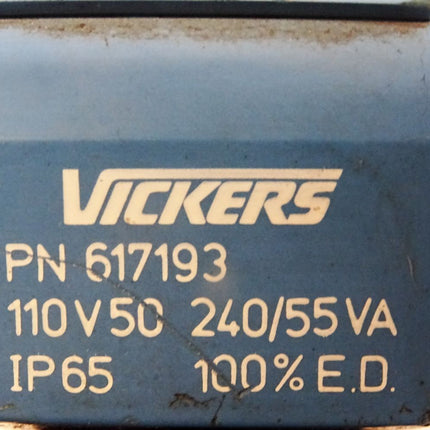 VICKERS
PN 617193
110V50 240/55VA
IP65 100% E.D.